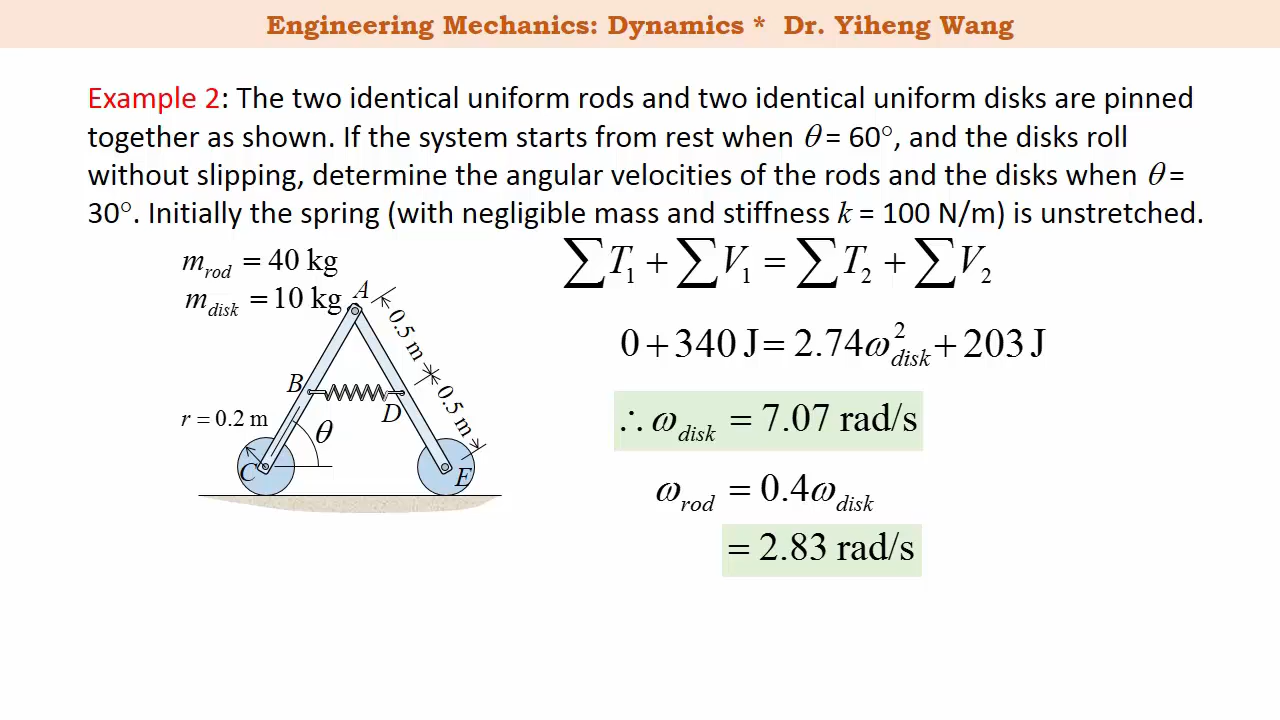 Engineering Mechanics: Dynamics * Dr. Yiheng Wang
Example 2: The two identical uniform rods and two identical uniform disks are pinned
together as shown. If the system starts from rest when θ = 60°, and the disks roll
without slipping, determine the angular velocities of the rods and the disks when θ =
30°. Initially the spring (with negligible mass and stiffness k = 100 N/m) is unstretched.
m_rod = 40 kg
m_disk = 10 kg
A
0.5 m
0.5 m
B
D
r = 0.2 m
θ
C
E
∑T₁ + ∑V₁ = ∑T₂ + ∑V₂
0 + 340 J = 2.74ω²_disk + 203 J
∴ ω_disk = 7.07 rad/s
ω_rod = 0.4ω_disk
= 2.83 rad/s